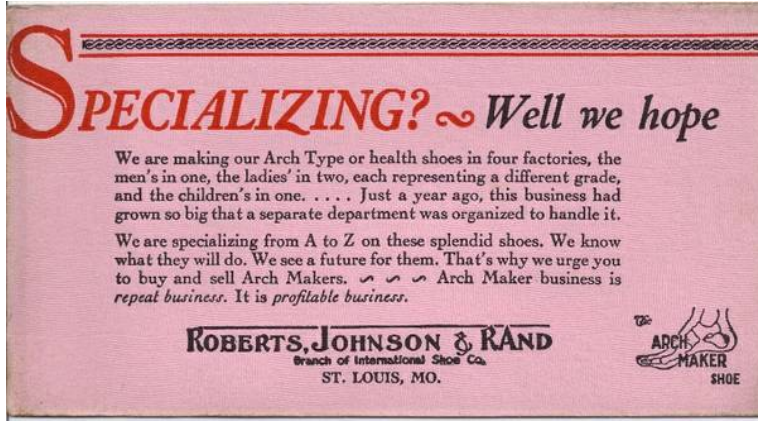 SPECIALIZING? ~ Well we hope
We are making our Arch Type or health shoes in four factories, the
men's in one, the ladies' in two, each representing a different grade,
and the children's in one. . . . . Just a year ago, this business had
grown so big that a separate department was organized to handle it.
We are specializing from A to Z on these splendid shoes. We know
what they will do. We see a future for them. That's why we urge you
to buy and sell Arch Makers. ~ ~ ~ Arch Maker business is
repeat business. It is profitable business.
ROBERTS, JOHNSON & RAND
Branch of International Shoe Co.
ST. LOUIS, MO.
The
ARCH
MAKER
SHOE